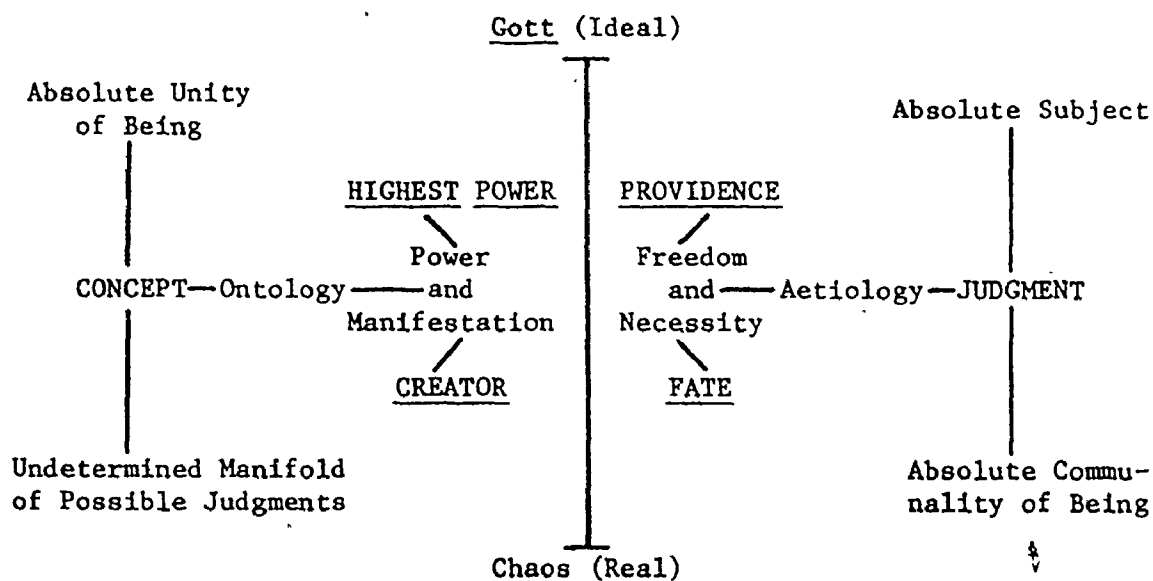 Gott (Ideal)
Absolute Unity
of Being
Absolute Subject
HIGHEST POWER
PROVIDENCE
Power
and
Manifestation
Freedom
and
Necessity
CONCEPT—Ontology
Aetiology—JUDGMENT
CREATOR
FATE
Undetermined Manifold
of Possible Judgments
Absolute Commu-
nality of Being
Chaos (Real)